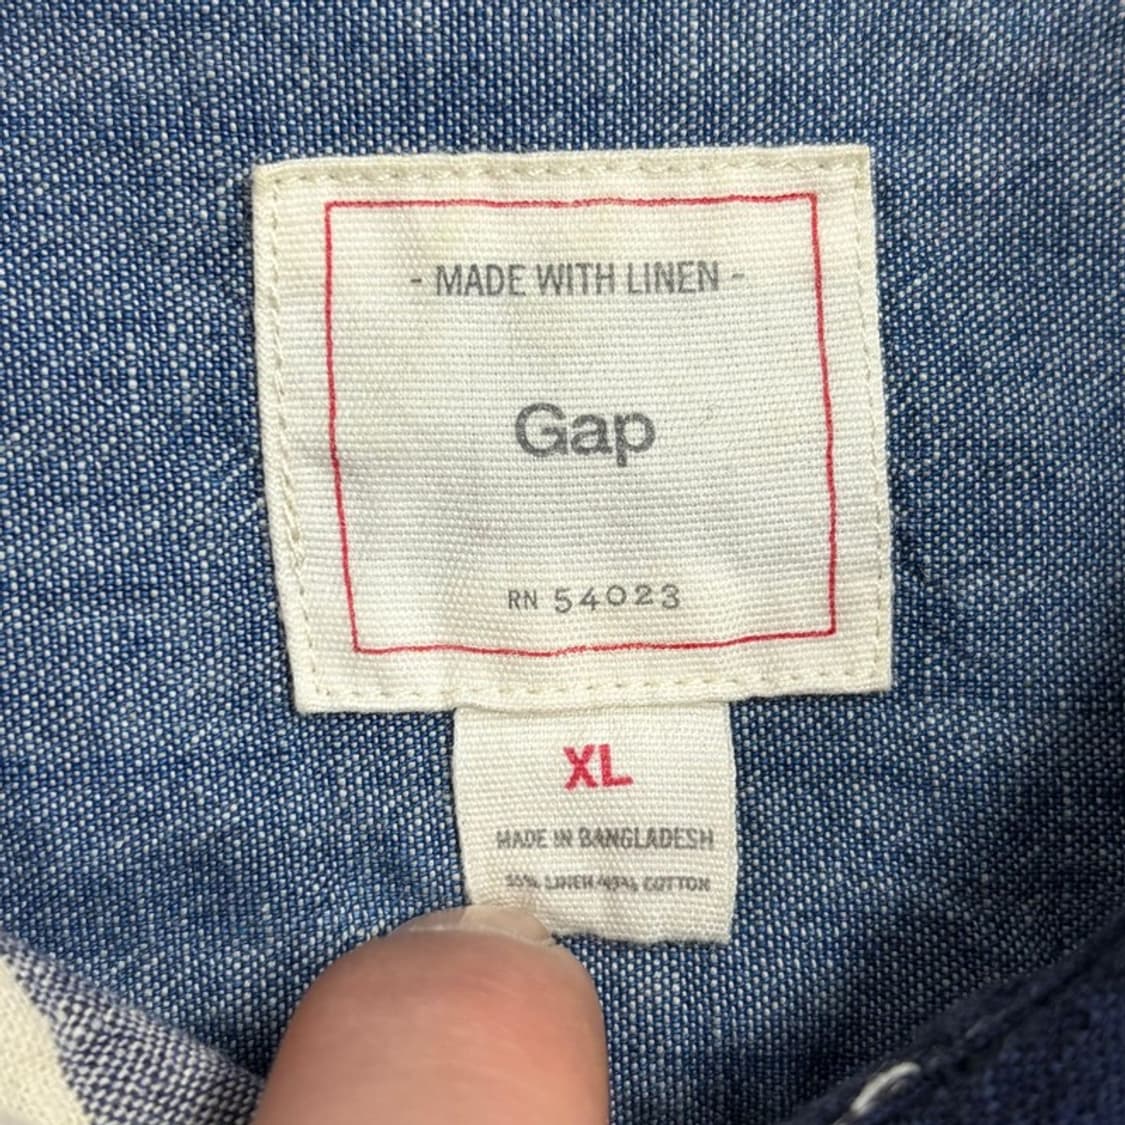 - MADE WITH LINEN -
Gap
RN 54023
XL
MADE IN BANGLADESH
55% LINEN 45% COTTON